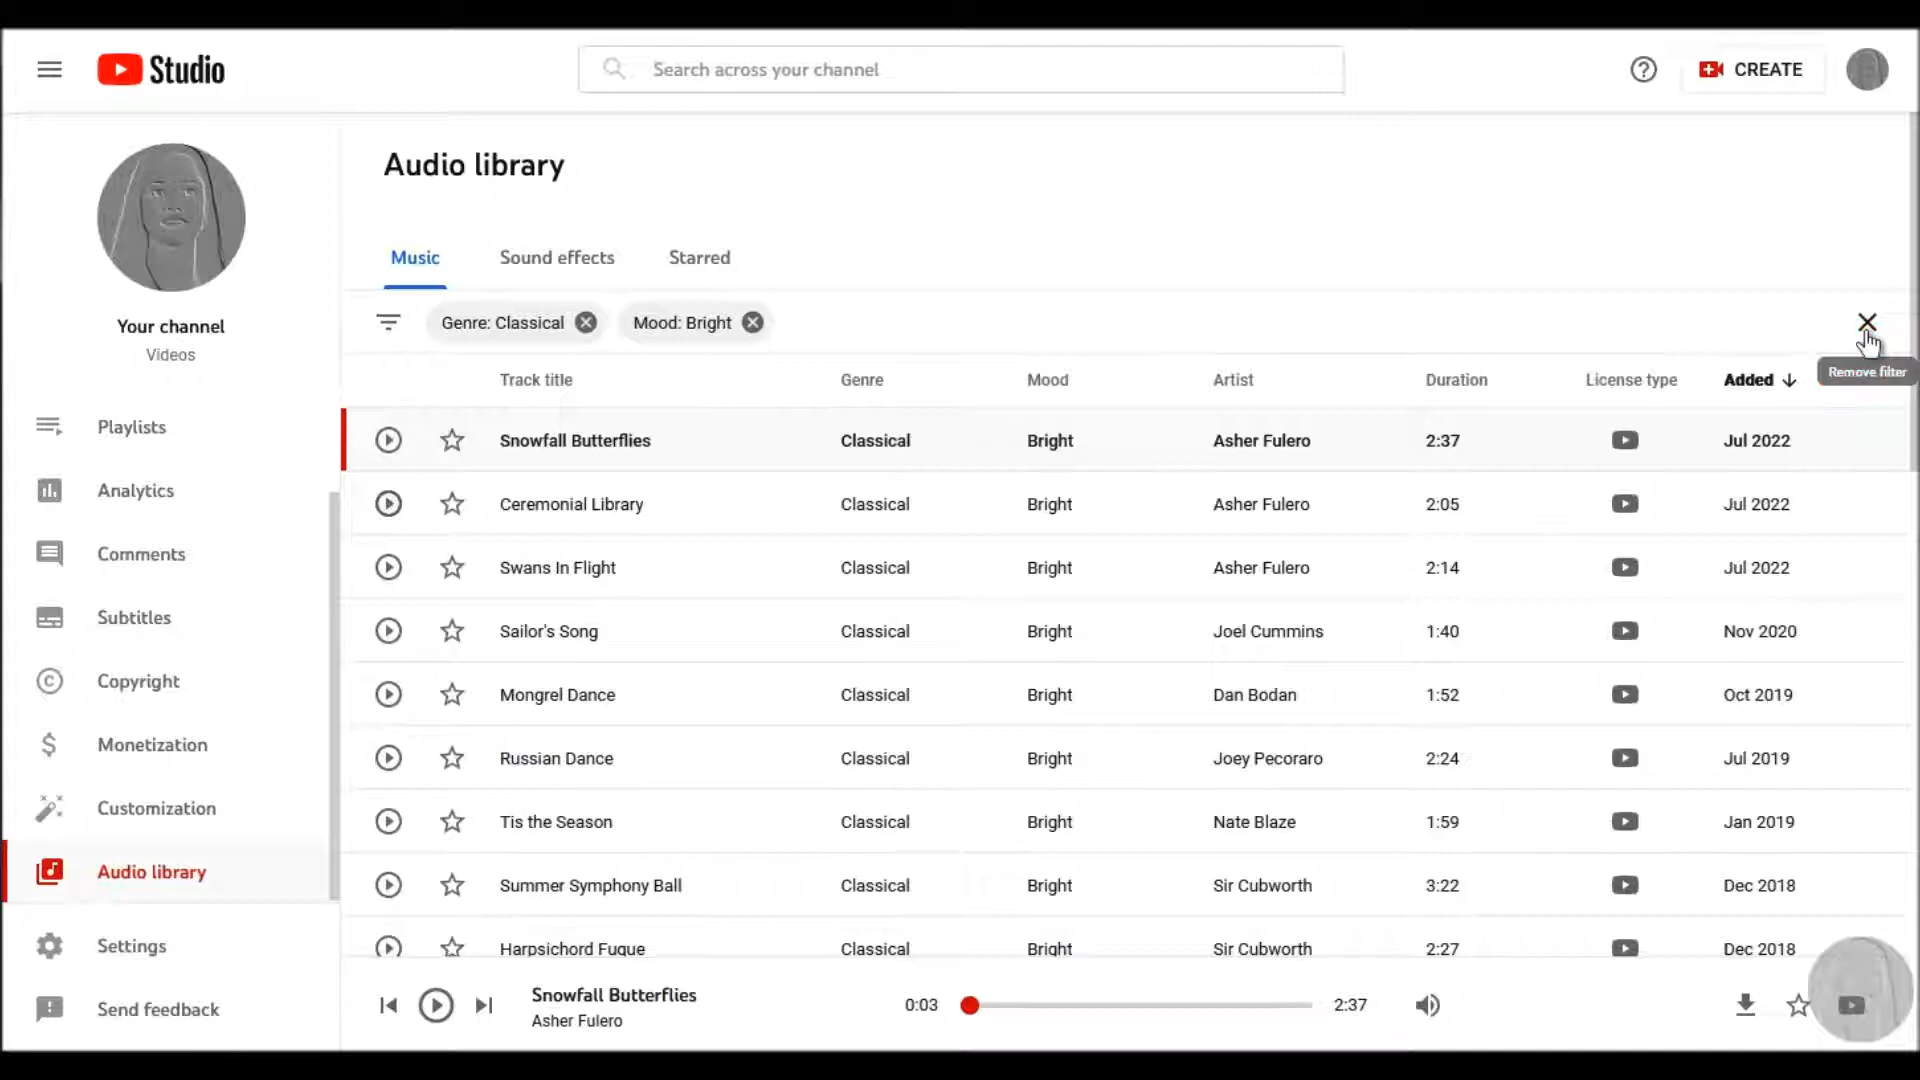 Studio
Search across your channel
CREATE
Audio library
Your channel
Videos
Music Sound effects Starred
Genre: Classical Mood: Bright
Remove filter
Track title Genre Mood Artist Duration License type Added
Snowfall Butterflies Classical Bright Asher Fulero 2:37 Jul 2022
Ceremonial Library Classical Bright Asher Fulero 2:05 Jul 2022
Swans In Flight Classical Bright Asher Fulero 2:14 Jul 2022
Sailor's Song Classical Bright Joel Cummins 1:40 Nov 2020
Mongrel Dance Classical Bright Dan Bodan 1:52 Oct 2019
Russian Dance Classical Bright Joey Pecoraro 2:24 Jul 2019
Tis the Season Classical Bright Nate Blaze 1:59 Jan 2019
Summer Symphony Ball Classical Bright Sir Cubworth 3:22 Dec 2018
Harpsichord Fugue Classical Bright Sir Cubworth 2:27 Dec 2018
Playlists
Analytics
Comments
Subtitles
Copyright
Monetization
Customization
Audio library
Settings
Send feedback
Snowfall Butterflies
Asher Fulero
0:03 2:37